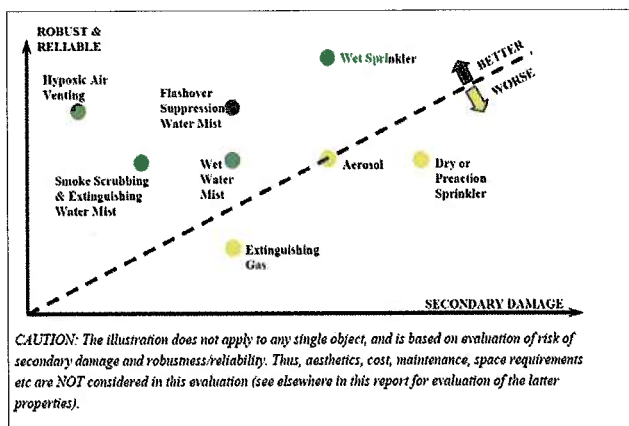 ROBUST &
RELIABLE
Wet Sprinkler
BETTER
WORSE
Hypoxic Air
Venting
Flashover
Suppression
Water Mist
Smoke Scrubbing
& Extinguishing
Water Mist
Wet
Water
Mist
Aerosol
Dry or
Preaction
Sprinkler
Extinguishing
Gas
SECONDARY DAMAGE
CAUTION: The illustration does not apply to any single object, and is based on evaluation of risk of
secondary damage and robustness/reliability. Thus, aesthetics, cost, maintenance, space requirements
etc are NOT considered in this evaluation (see elsewhere in this report for evaluation of the latter
properties).